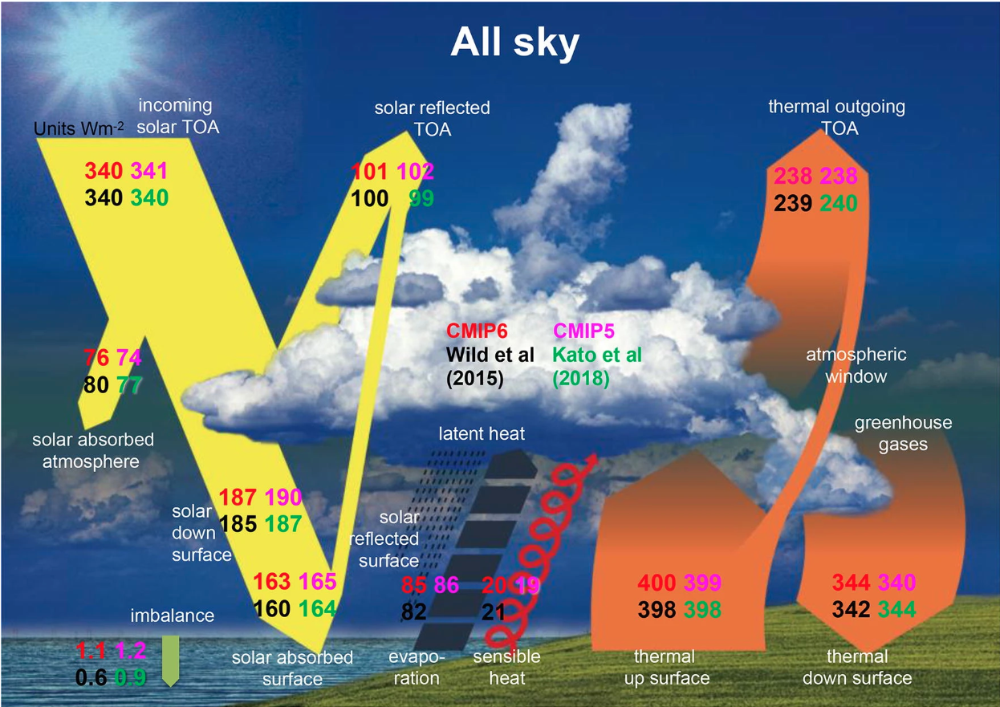 All sky
incoming
solar TOA
Units Wm-2
solar reflected
TOA
thermal outgoing
TOA
340 341
340 340
101 102
100 99
238 238
239 240
CMIP6 CMIP5
Wild et al Kato et al
(2015) (2018)
76 74
80 77
atmospheric
window
solar absorbed
atmosphere
latent heat
greenhouse
gases
187 190
185 187
solar
down
surface
solar
reflected
surface
163 165
160 164
85 86
82
20 19
21
400 399
398 398
344 340
342 344
imbalance
1.1 1.2
0.6 0.9
solar absorbed
surface
evapo-
ration
sensible
heat
thermal
up surface
thermal
down surface